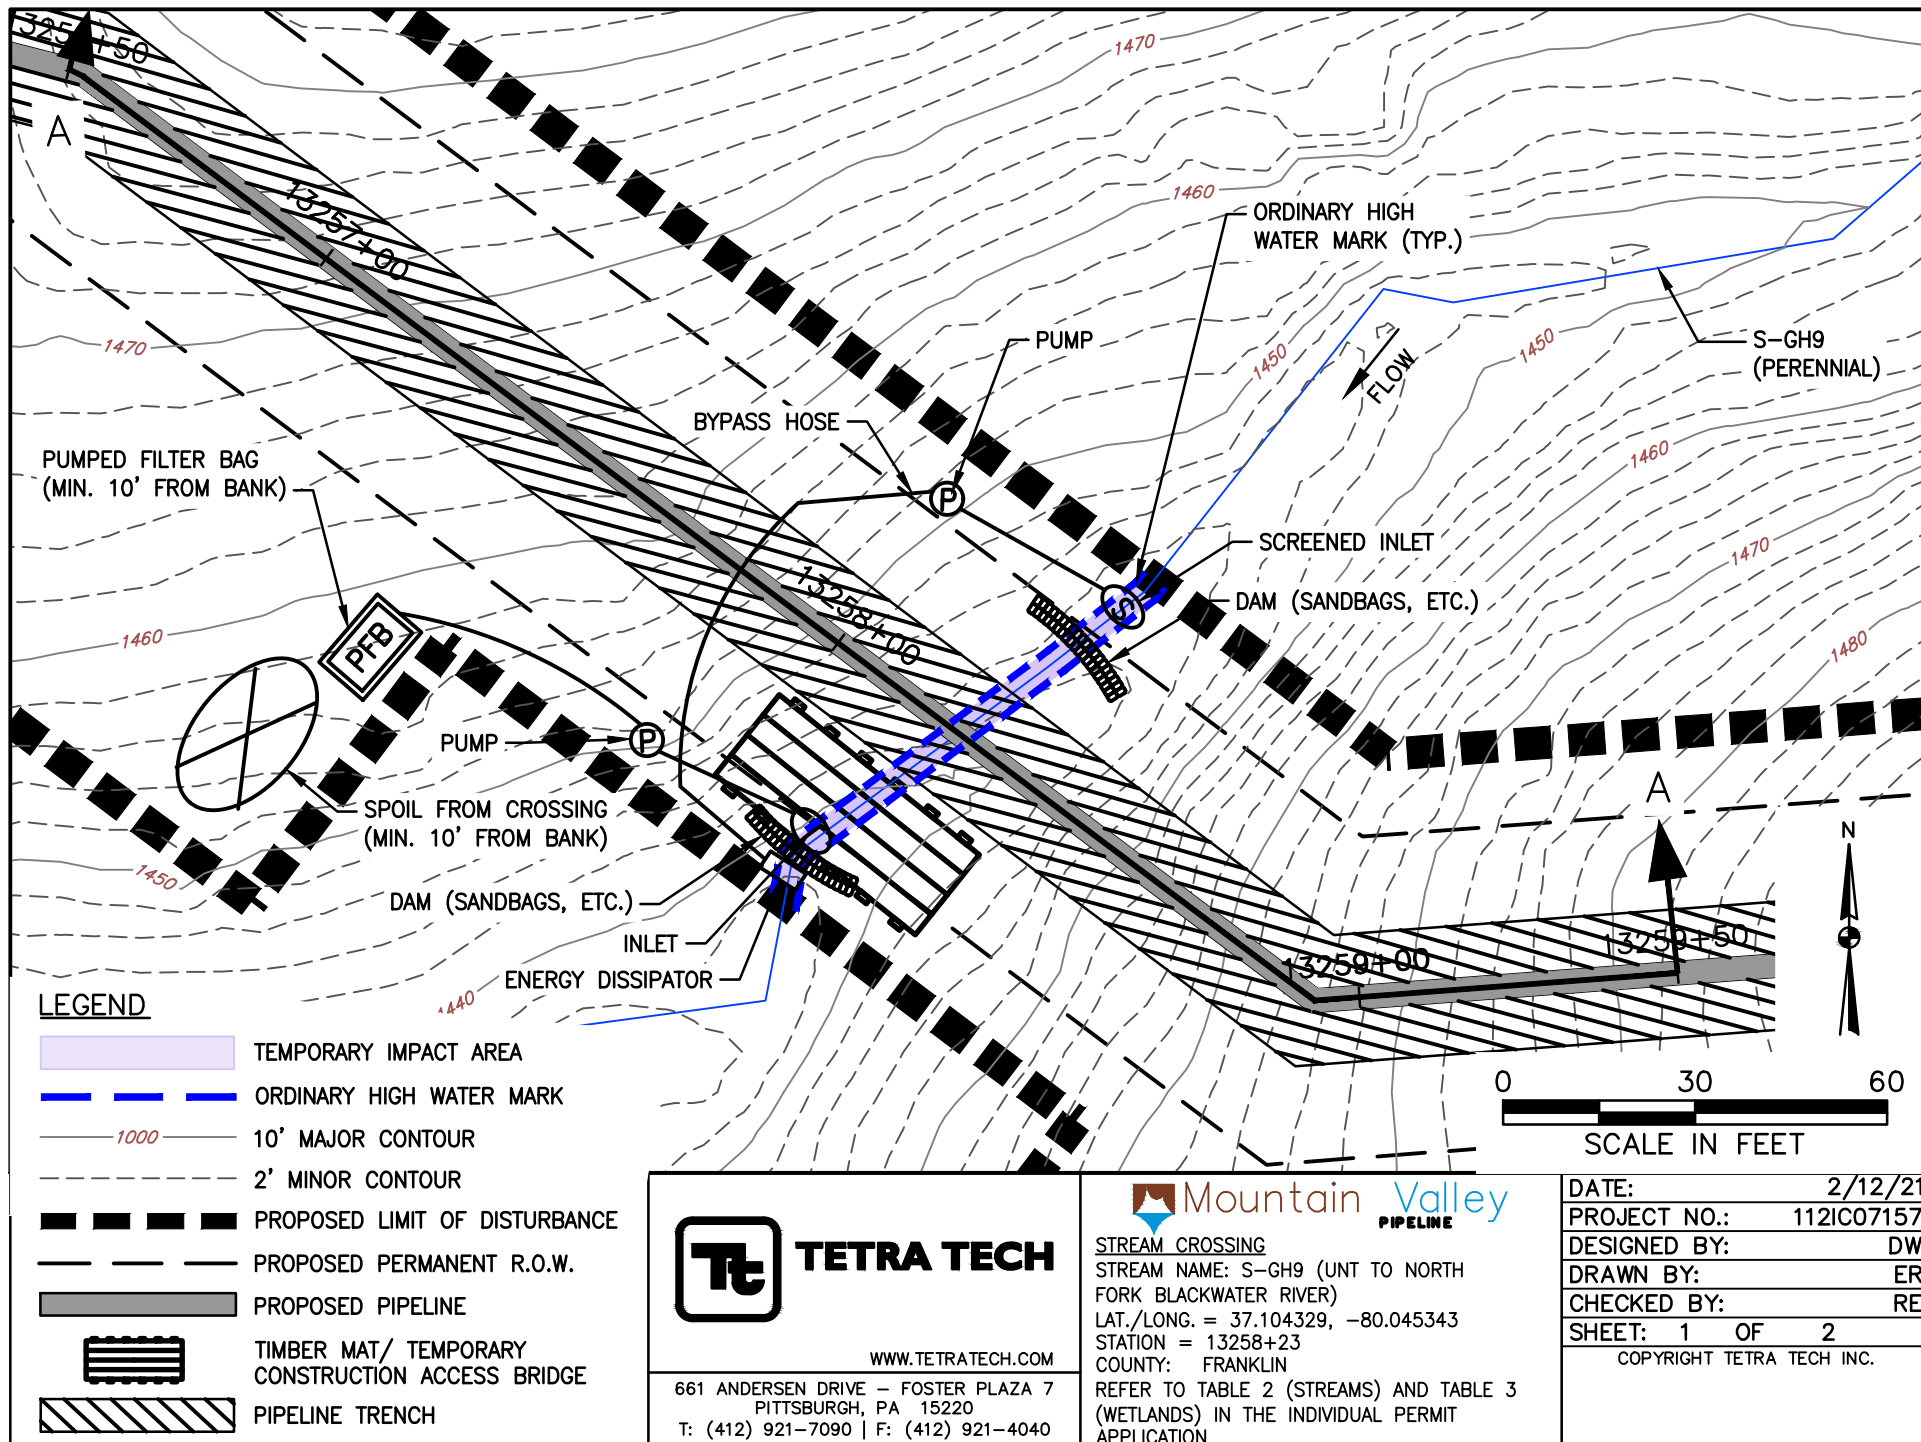 1325 +50
A
13257+00
1470
1460
ORDINARY HIGH
WATER MARK (TYP.)
1470
PUMP
1450
FLOW
1450
S-GH9
(PERENNIAL)
BYPASS HOSE
P
PUMPED FILTER BAG
(MIN. 10' FROM BANK)
1460
SCREENED INLET
1470
S
DAM (SANDBAGS, ETC.)
13258+00
1460
PFB
1480
PUMP
P
A
SPOIL FROM CROSSING
(MIN. 10' FROM BANK)
1450
DAM (SANDBAGS, ETC.)
INLET
ENERGY DISSIPATOR
13259+00
13259+50
N
1440
LEGEND
TEMPORARY IMPACT AREA
ORDINARY HIGH WATER MARK
1000
10' MAJOR CONTOUR
2' MINOR CONTOUR
PROPOSED LIMIT OF DISTURBANCE
PROPOSED PERMANENT R.O.W.
PROPOSED PIPELINE
TIMBER MAT/ TEMPORARY
CONSTRUCTION ACCESS BRIDGE
PIPELINE TRENCH
0 30 60
SCALE IN FEET
Tt TETRA TECH
WWW.TETRATECH.COM
661 ANDERSEN DRIVE – FOSTER PLAZA 7
PITTSBURGH, PA 15220
T: (412) 921-7090 | F: (412) 921-4040
Mountain Valley
PIPELINE
STREAM CROSSING
STREAM NAME: S-GH9 (UNT TO NORTH
FORK BLACKWATER RIVER)
LAT./LONG. = 37.104329, -80.045343
STATION = 13258+23
COUNTY: FRANKLIN
REFER TO TABLE 2 (STREAMS) AND TABLE 3
(WETLANDS) IN THE INDIVIDUAL PERMIT
APPLICATION
DATE: 2/12/21
PROJECT NO.: 112IC07157
DESIGNED BY: DW
DRAWN BY: ER
CHECKED BY: RE
SHEET: 1 OF 2
COPYRIGHT TETRA TECH INC.